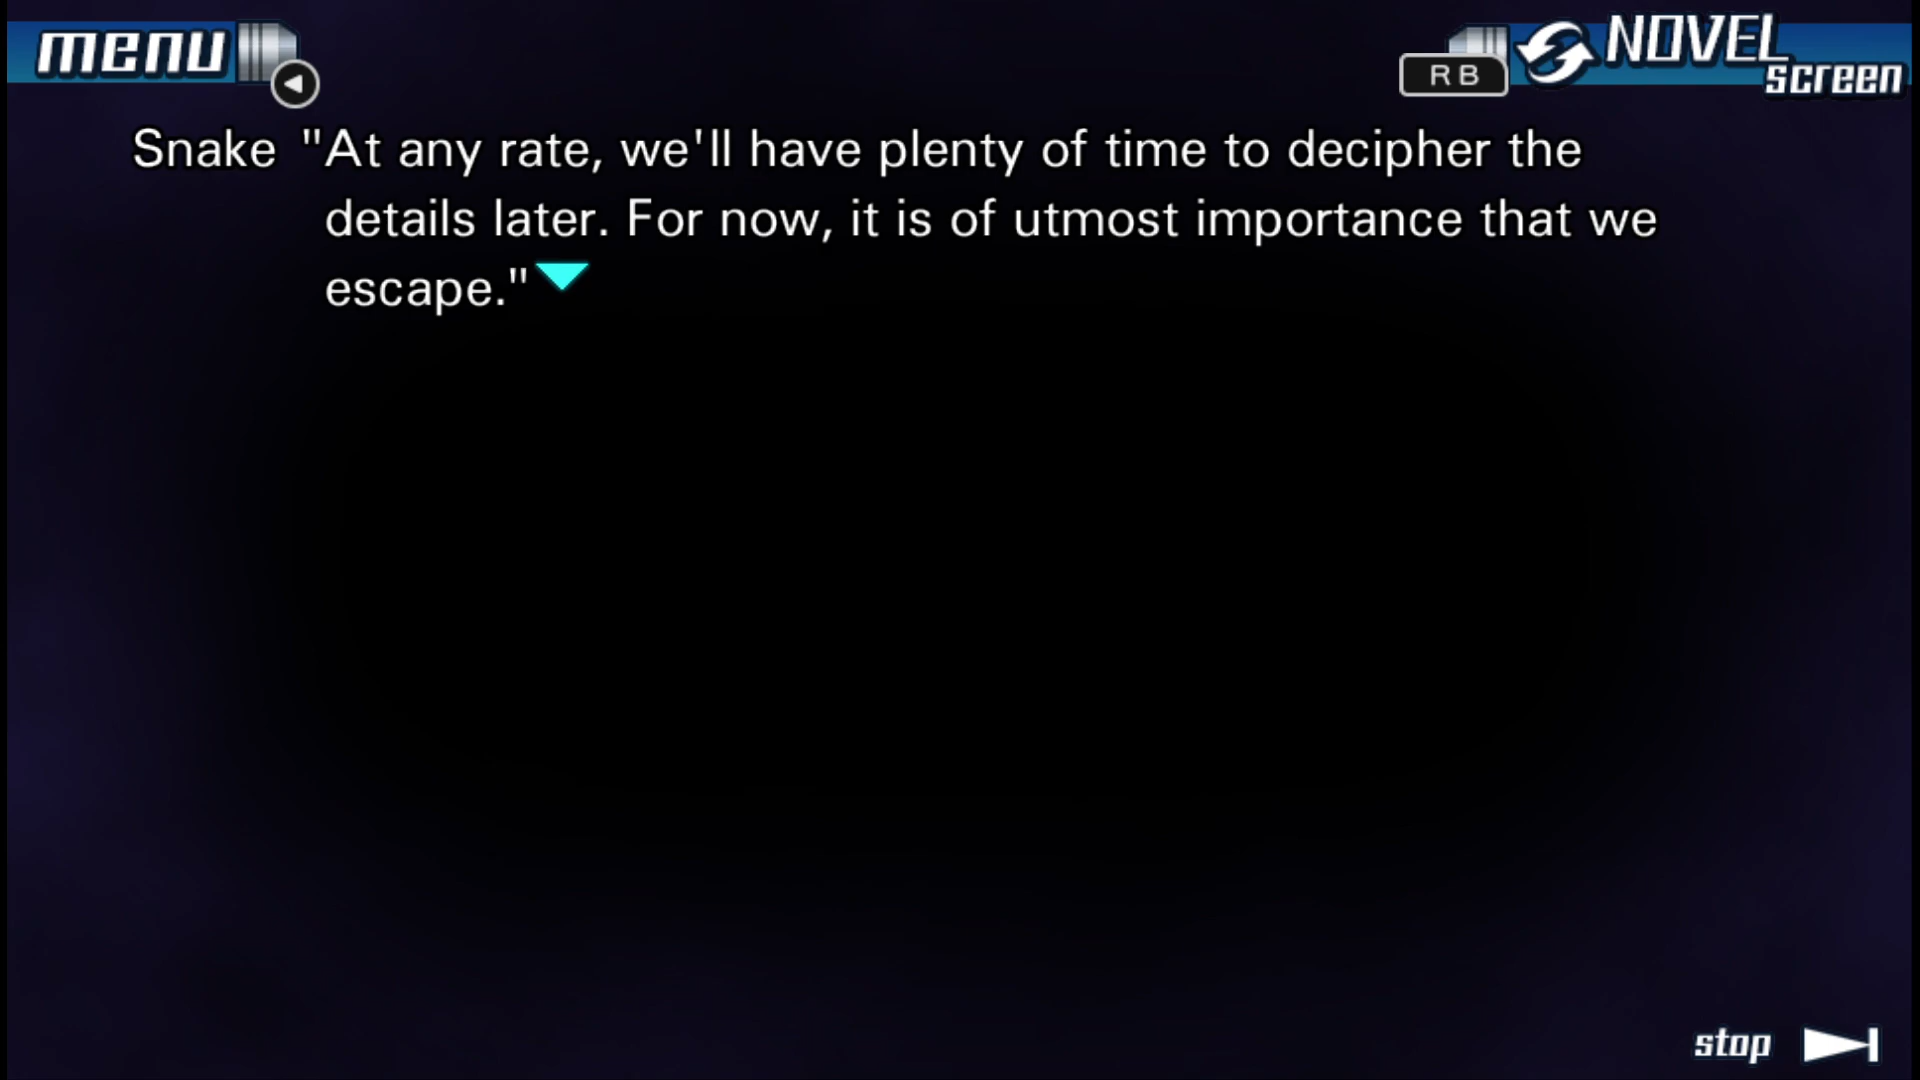 menu
RB
NOVEL
screen
Snake "At any rate, we'll have plenty of time to decipher the
details later. For now, it is of utmost importance that we
escape."
stop